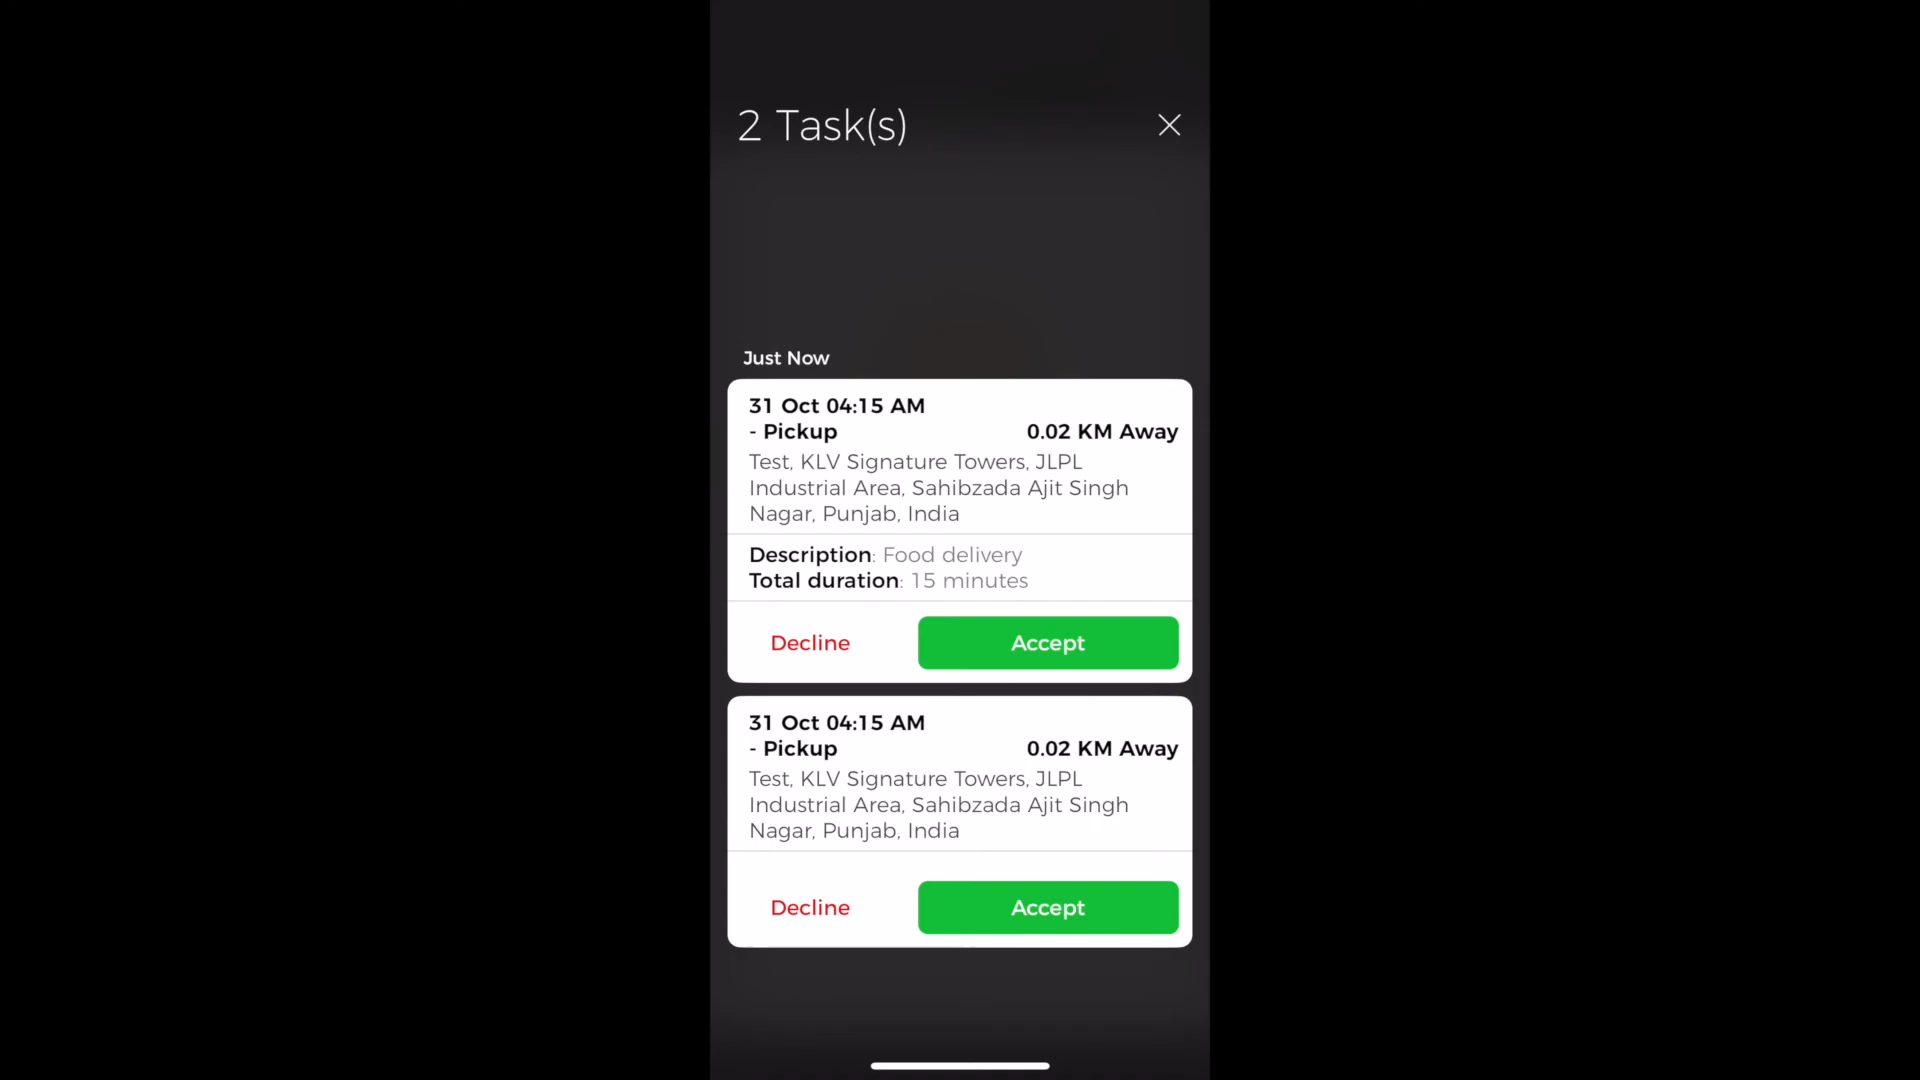 2 Task(s)
Just Now
31 Oct 04:15 AM
- Pickup 0.02 KM Away
Test, KLV Signature Towers, JLPL
Industrial Area, Sahibzada Ajit Singh
Nagar, Punjab, India
Description: Food delivery
Total duration: 15 minutes
Decline Accept
31 Oct 04:15 AM
- Pickup 0.02 KM Away
Test, KLV Signature Towers, JLPL
Industrial Area, Sahibzada Ajit Singh
Nagar, Punjab, India
Decline Accept